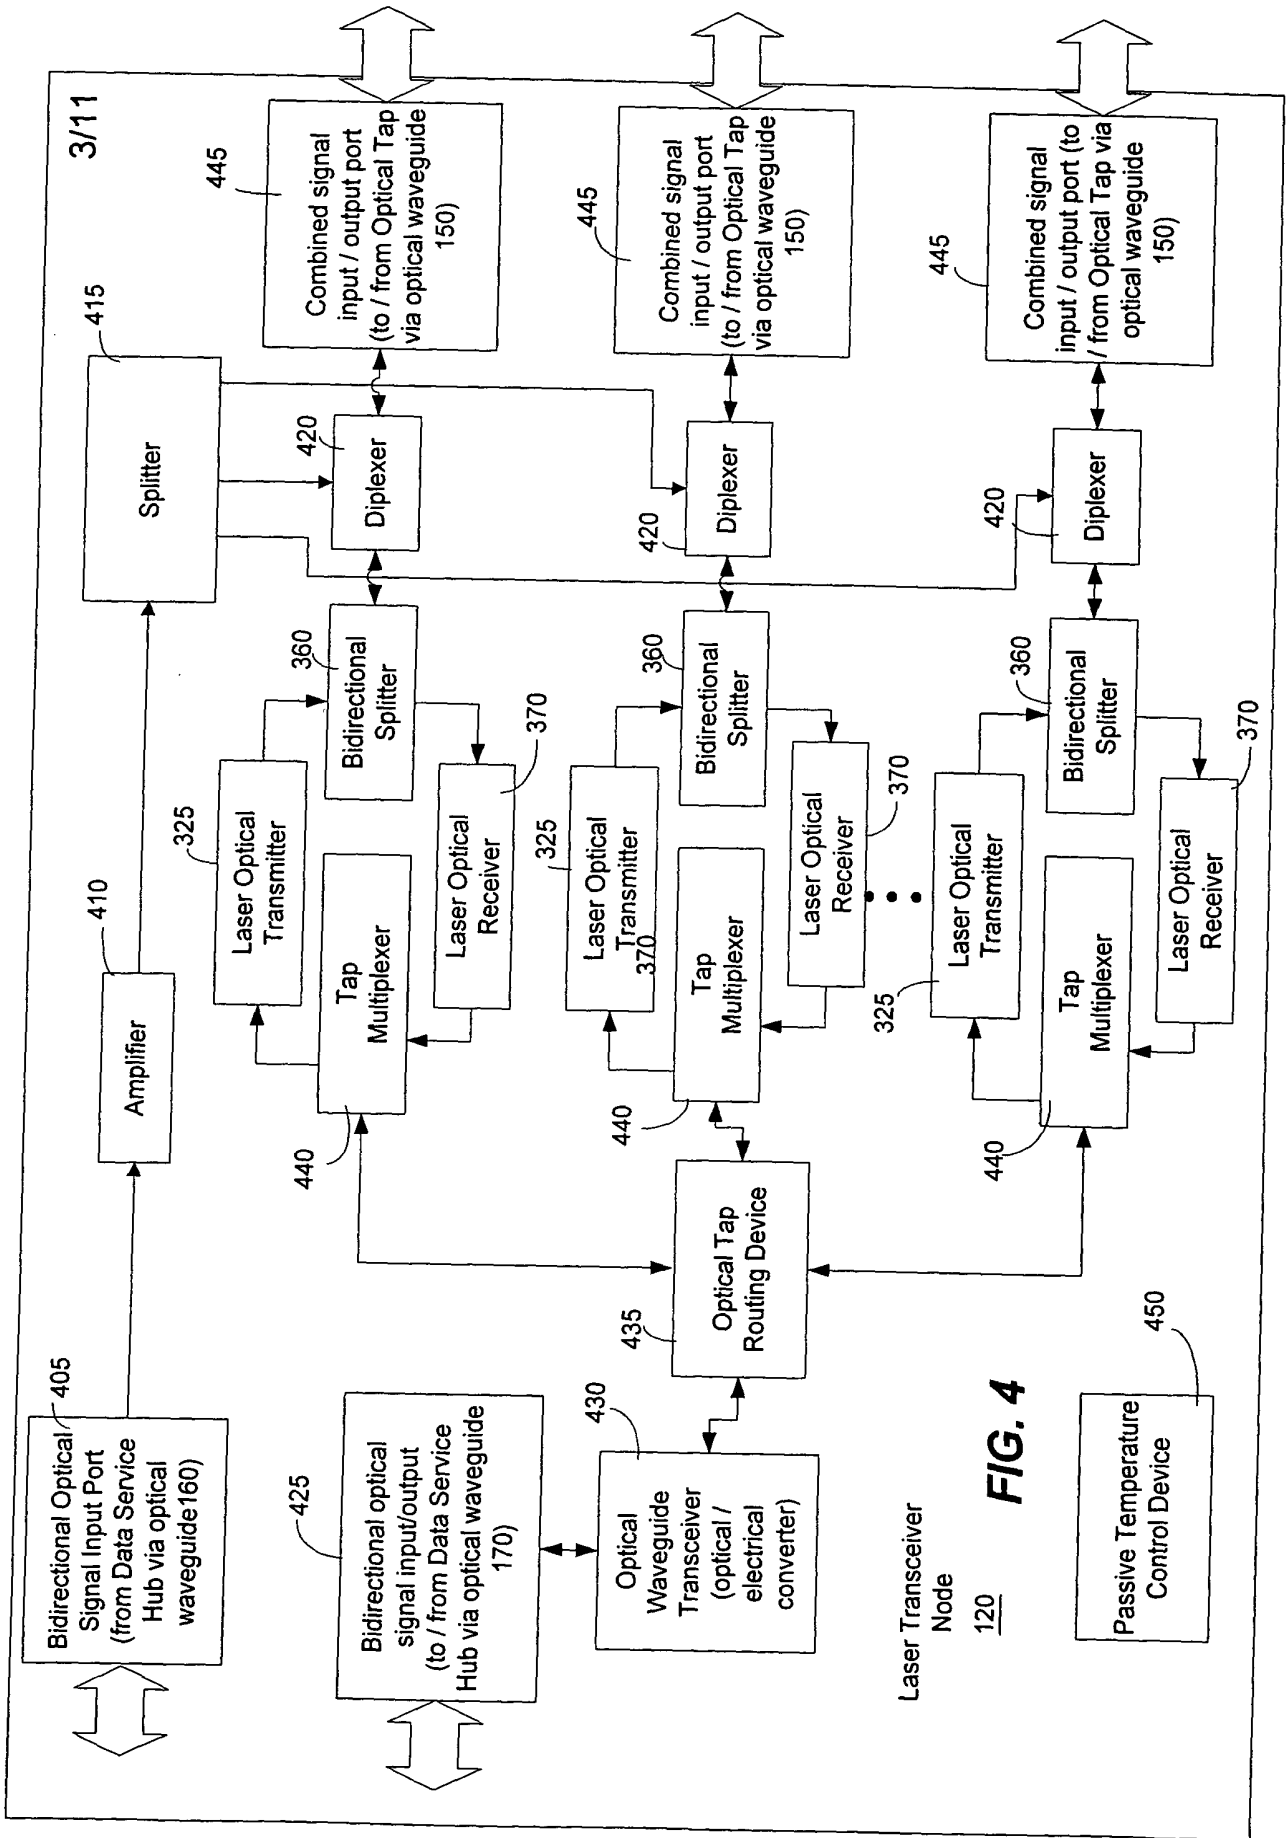 3/11
Bidirectional Optical
Signal Input Port
(from Data Service
Hub via optical
waveguide160)
405
Amplifier
410
Splitter
415
Bidirectional optical
signal input/output
(to / from Data Service
Hub via optical waveguide
170)
425
Optical
Waveguide
Transceiver
(optical /
electrical
converter)
430
Optical Tap
Routing Device
435
Tap
Multiplexer
440
Laser Optical
Transmitter
325
Laser Optical
Receiver
370
Bidirectional
Splitter
360
Diplexer
420
Combined signal
input / output port
(to / from Optical Tap
via optical waveguide
150)
445
Tap
Multiplexer
440
Laser Optical
Transmitter
370
325
Laser Optical
Receiver
370
Bidirectional
Splitter
360
Diplexer
420
Combined signal
input / output port
(to / from Optical Tap
via optical waveguide
150)
445
Tap
Multiplexer
440
Laser Optical
Transmitter
325
Laser Optical
Receiver
370
Bidirectional
Splitter
360
Diplexer
420
Combined signal
input / output port (to
/ from Optical Tap via
optical waveguide
150)
445
Laser Transceiver
Node
120
FIG. 4
Passive Temperature
Control Device
450